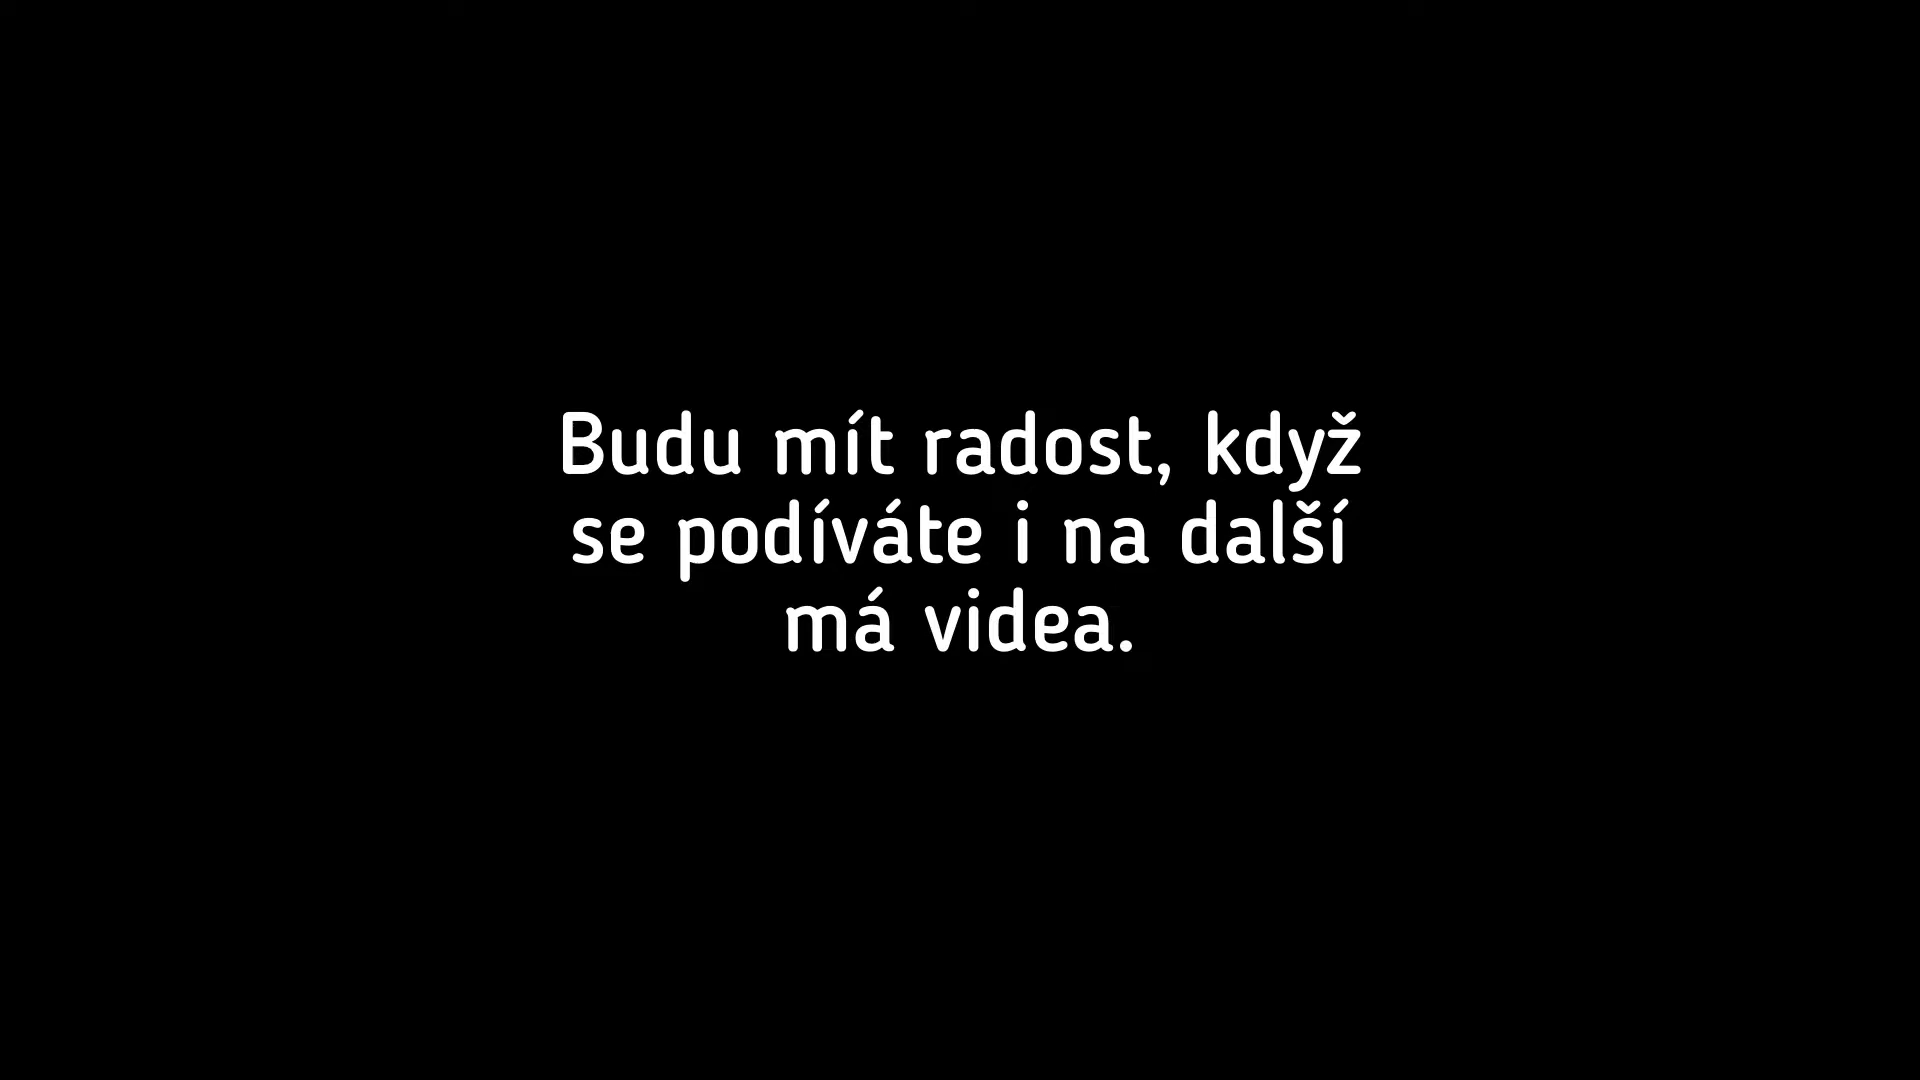 Budu mít radost, když
se podíváte i na další
má videa.